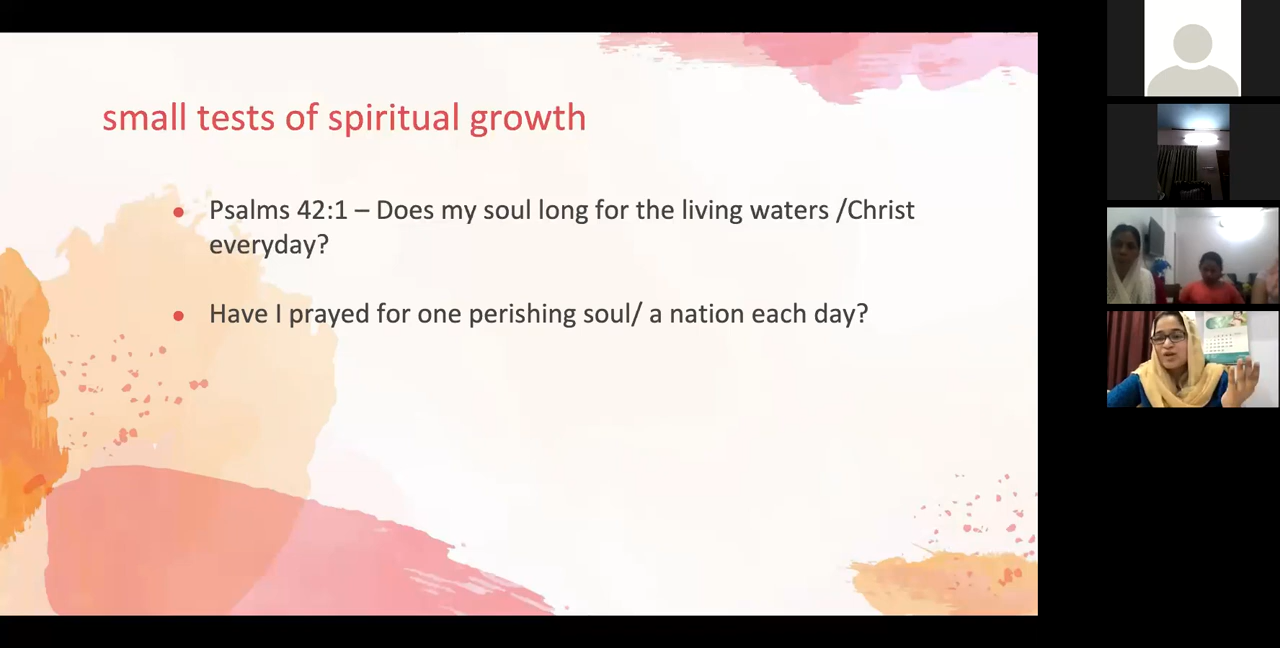 small tests of spiritual growth
• Psalms 42:1 – Does my soul long for the living waters /Christ
everyday?
• Have I prayed for one perishing soul/ a nation each day?